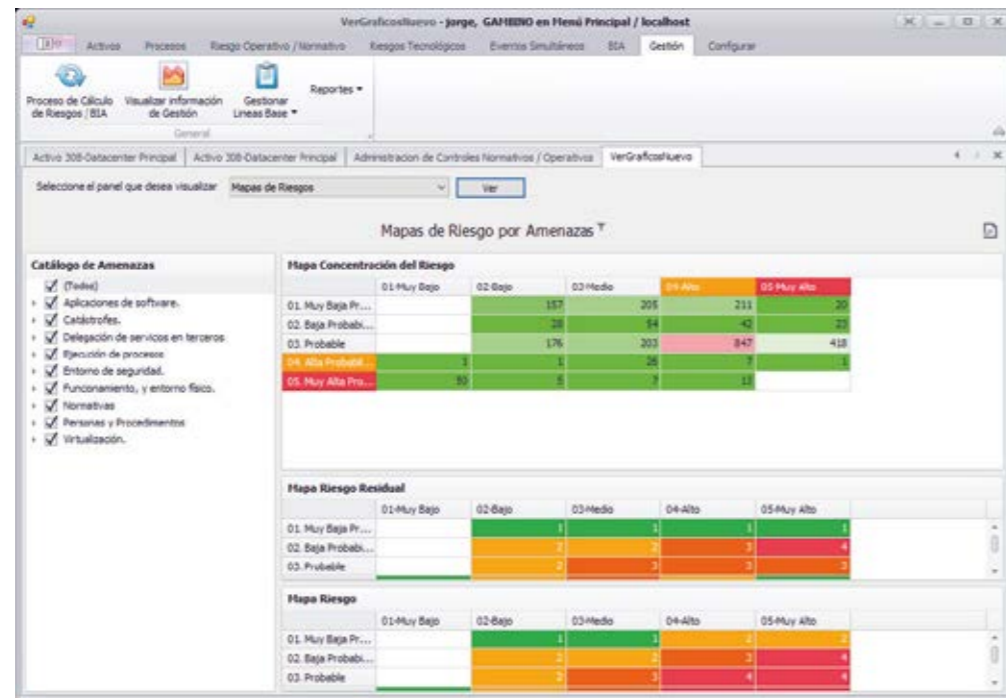 VerGraficosNuevo - jorge, GAMBINO en Menú Principal / localhost
Activos Procesos Riesgo Operativo / Normativo Riesgos Tecnológicos Eventos Simultáneos BIA Gestión Configurar
Proceso de Cálculo de Riesgos / BIA
Visualizar información de Gestión
Gestionar Lineas Base
Reportes
General
Activo 308-Datacenter Principal Activo 308-Datacenter Principal Administracion de Controles Normativos / Operativos VerGraficosNuevo
Seleccione el panel que desea visualizar Mapas de Riesgos Ver
Mapas de Riesgo por Amenazas
Catálogo de Amenazas
(Todos)
Aplicaciones de software.
Catástrofes.
Delegación de servicios en terceros
Ejecución de procesos
Entorno de seguridad.
Funcionamiento, y entorno físico.
Normativas
Personas y Procedimentos
Virtualización.
Mapa Concentración del Riesgo
01-Muy Bajo 02-Bajo 03-Medio 04-Alto 05-Muy Alto
01. Muy Baja Pr... 157 205 211 20
02. Baja Probabi... 28 54 42 23
03. Probable 176 203 847 418
04. Alta Probabil... 1 1 26 7 1
05. Muy Alta Pro... 50 5 7 13
Mapa Riesgo Residual
01-Muy Bajo 02-Bajo 03-Medio 04-Alto 05-Muy Alto
01. Muy Baja Pr... 1 1 1 1
02. Baja Probabi... 2 2 3 4
03. Probable 2 3 3 3
Mapa Riesgo
01-Muy Bajo 02-Bajo 03-Medio 04-Alto 05-Muy Alto
01. Muy Baja Pr... 1 1 2 2
02. Baja Probabi... 2 2 3 4
03. Probable 2 3 4 4